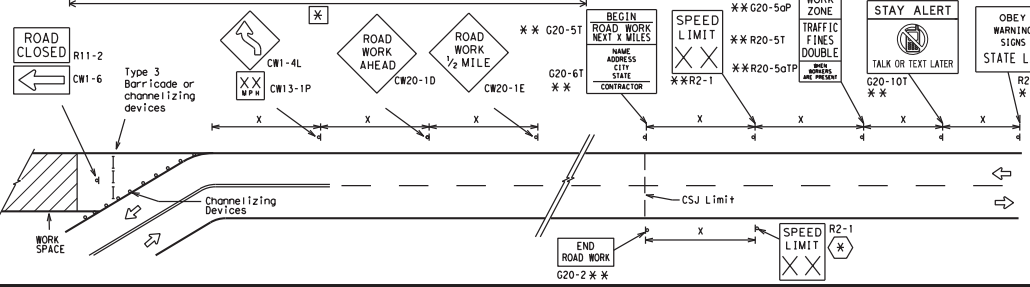 ROAD
CLOSED
R11-2
CW1-6
Type 3
Barricade or
channelizing
devices
*
CW1-4L
XX
MPH
CW13-1P
ROAD
WORK
AHEAD
CW20-1D
ROAD
WORK
1/2 MILE
CW20-1E
* * G20-5T
BEGIN
ROAD WORK
NEXT X MILES
G20-6T
* *
NAME
ADDRESS
CITY
STATE
CONTRACTOR
SPEED
LIMIT
X X
**R2-1
**G20-5aP
WORK
ZONE
**R20-5T
TRAFFIC
FINES
DOUBLE
**R20-5aTP
WHEN
WORKERS
ARE PRESENT
STAY ALERT
TALK OR TEXT LATER
G20-10T
* *
OBEY
WARNIN
SIGNS
STATE L
R2
*
X
X
X
X
X
X
X
Channelizing
Devices
WORK
SPACE
CSJ Limit
END
ROAD WORK
G20-2 * *
X
SPEED
LIMIT
X X
R2-1
*